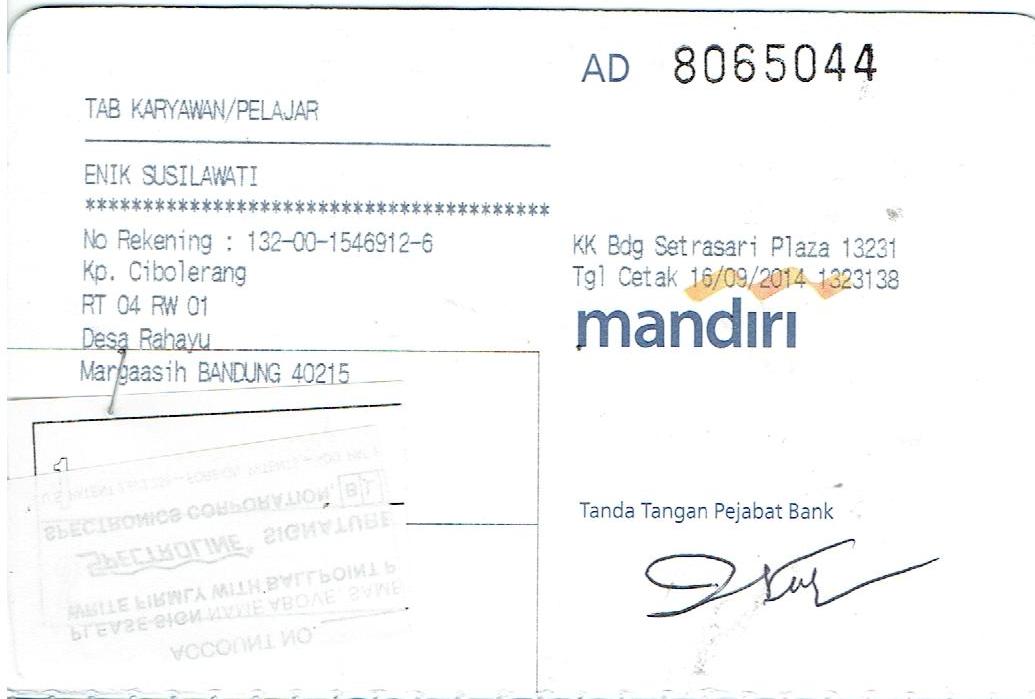 AD 8065044
TAB KARYAWAN/PELAJAR
ENIK SUSILAWATI
****************************************
No Rekening : 132-00-1546912-6
Kp. Cibolerang
RT 04 RW 01
Desa Rahayu
Margaasih BANDUNG 40215
KK Bdg Setrasari Plaza 13231
Tgl Cetak 16/09/2014 1323138
mandiri
Tanda Tangan Pejabat Bank
SPECTRONICS CORPORATION,
SPECTROLINE® SIGNATURE
WRITE FIRMLY WITH BALLPOINT P
PLEASE SIGN NAME ABOVE, SAME
ACCOUNT NO.